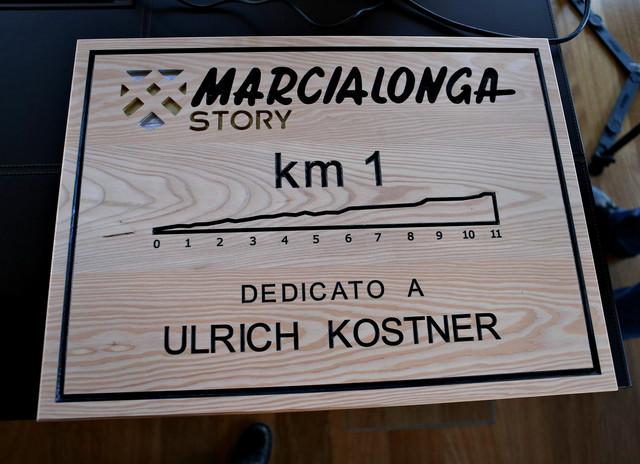 MARCIALONGA
STORY
km 1
0 1 2 3 4 5 6 7 8 9 10 11
DEDICATO A
ULRICH KOSTNER